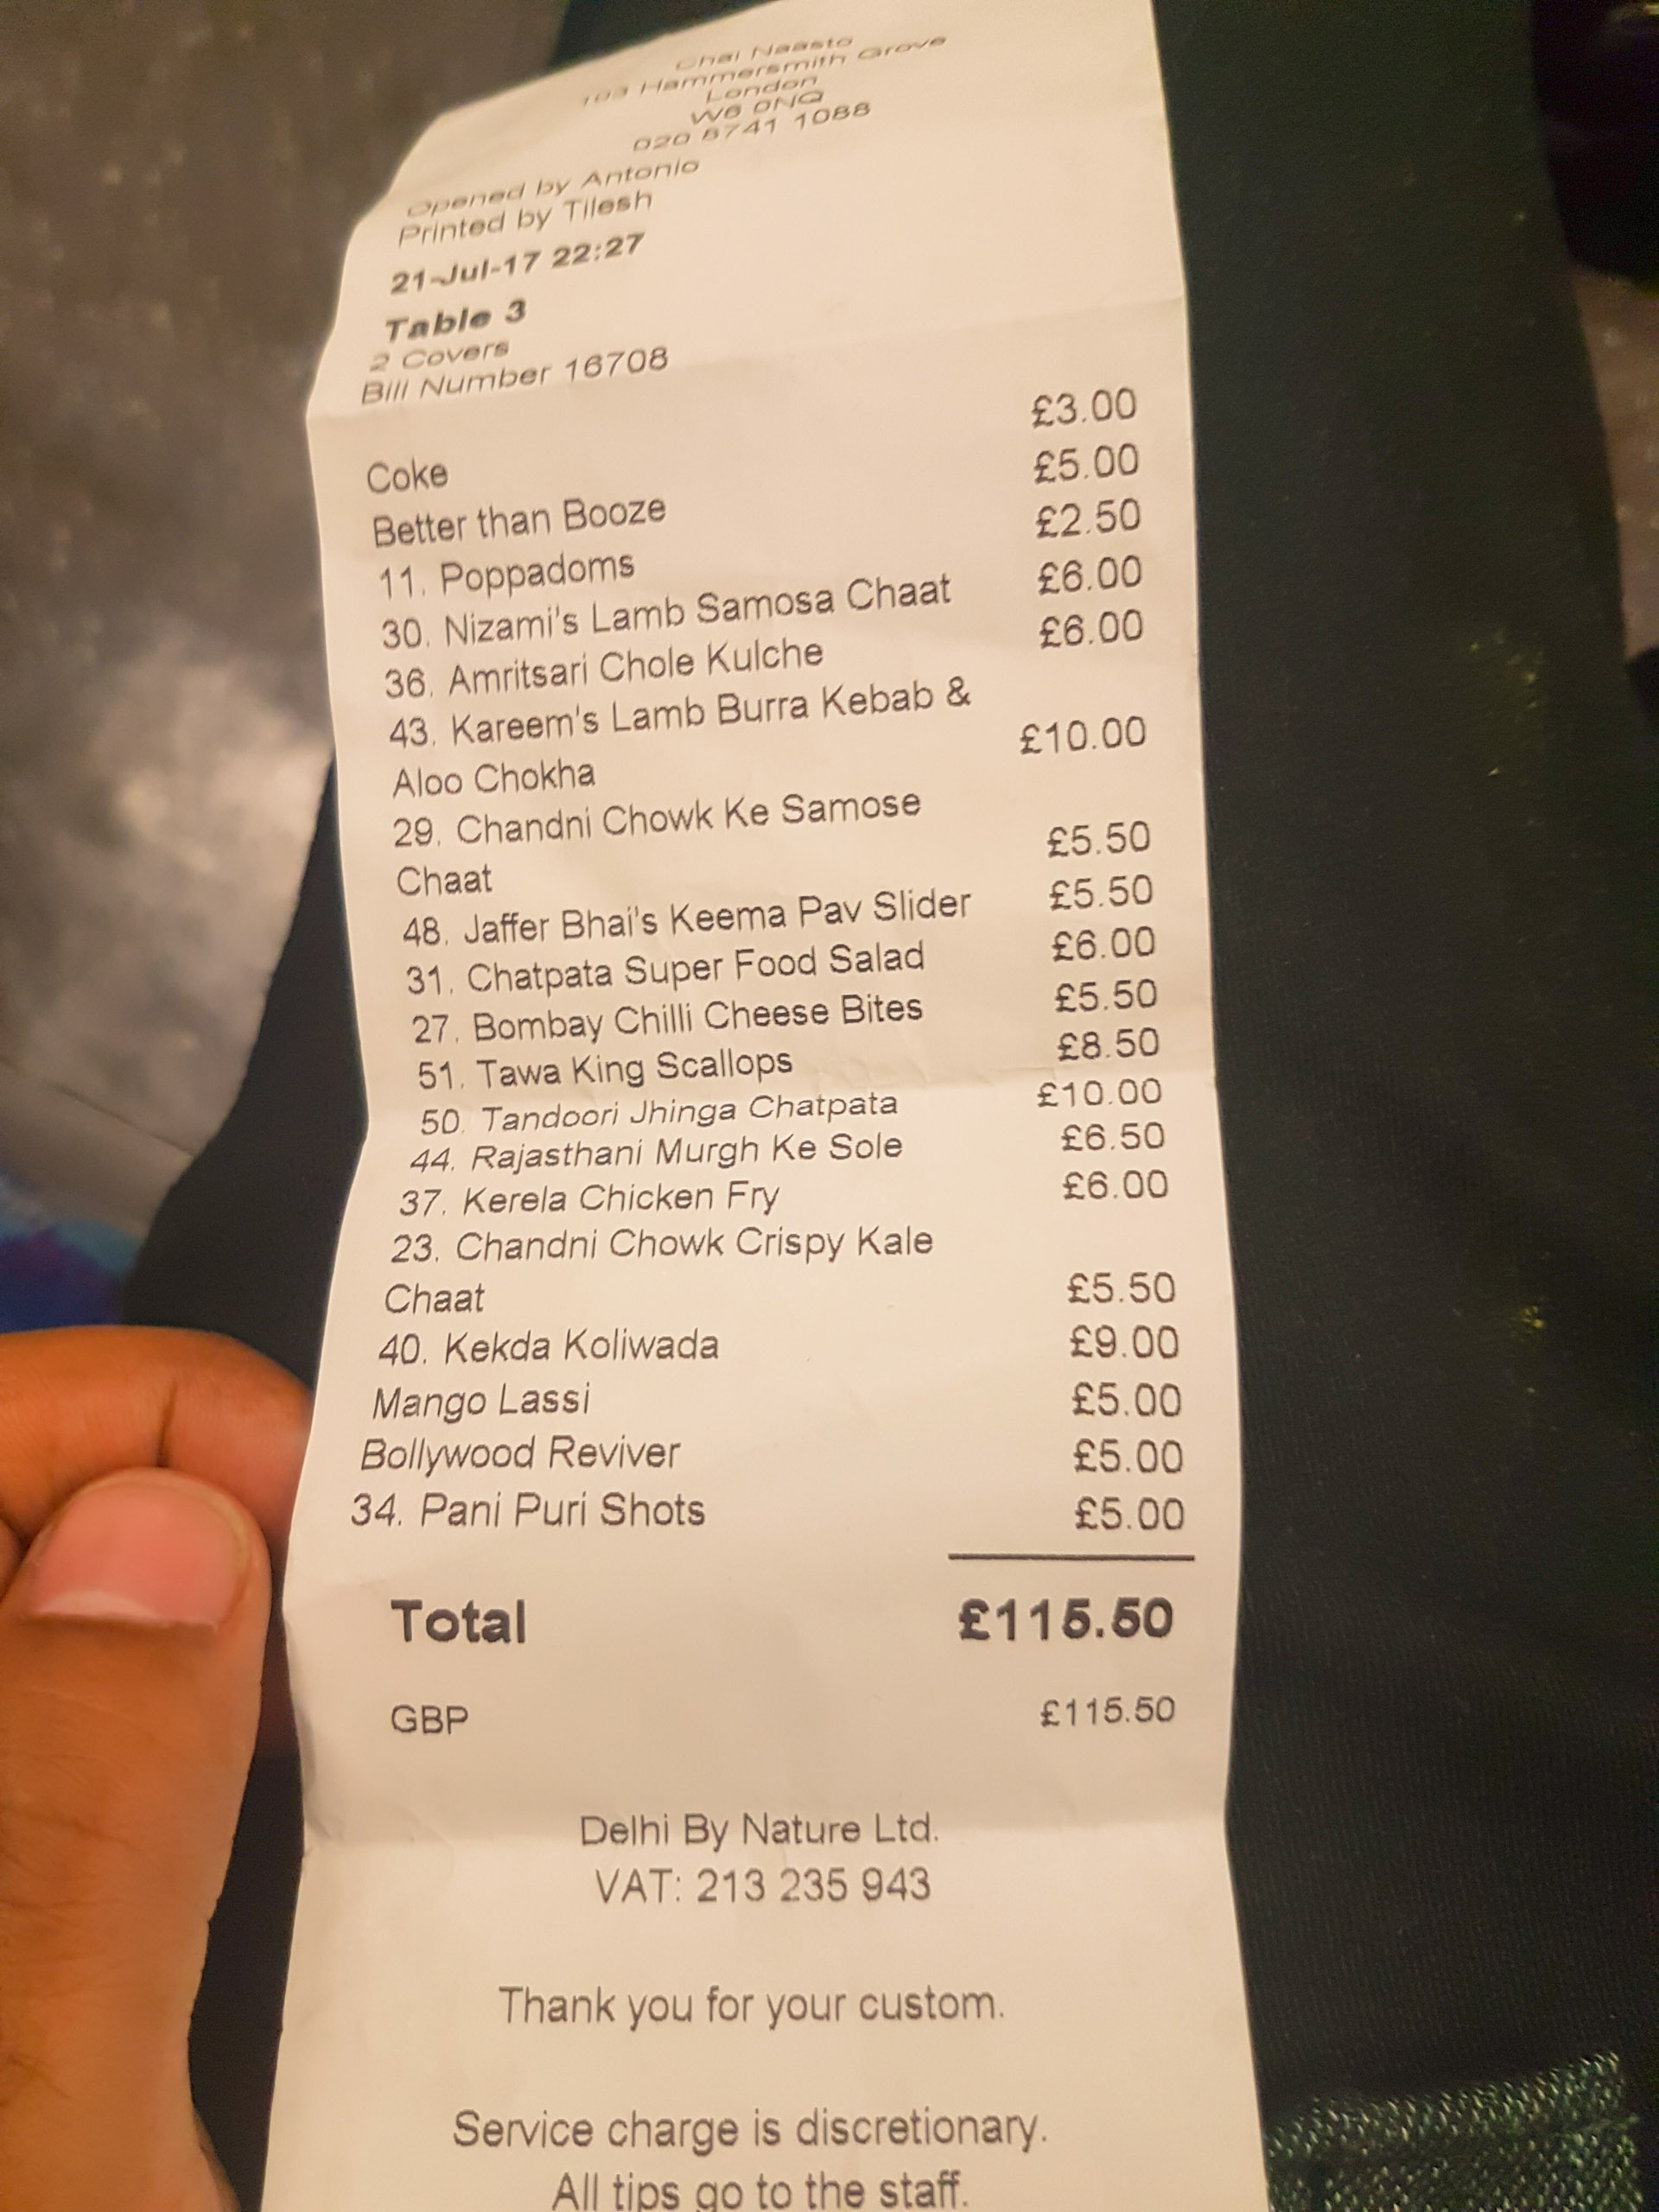 Chai Naasto
103 Hammersmith Grove
London
W6 0NQ
020 8741 1088
Opened by Antonio
Printed by Tilesh
21-Jul-17 22:27
Table 3
2 Covers
Bill Number 16708
Coke £3.00
Better than Booze £5.00
11. Poppadoms £2.50
30. Nizami's Lamb Samosa Chaat £6.00
36. Amritsari Chole Kulche £6.00
43. Kareem's Lamb Burra Kebab &
Aloo Chokha £10.00
29. Chandni Chowk Ke Samose
Chaat £5.50
48. Jaffer Bhai's Keema Pav Slider £5.50
31. Chatpata Super Food Salad £6.00
27. Bombay Chilli Cheese Bites £5.50
51. Tawa King Scallops £8.50
50. Tandoori Jhinga Chatpata £10.00
44. Rajasthani Murgh Ke Sole £6.50
37. Kerela Chicken Fry £6.00
23. Chandni Chowk Crispy Kale
Chaat £5.50
40. Kekda Koliwada £9.00
Mango Lassi £5.00
Bollywood Reviver £5.00
34. Pani Puri Shots £5.00
Total £115.50
GBP £115.50
Delhi By Nature Ltd.
VAT: 213 235 943
Thank you for your custom.
Service charge is discretionary.
All tips go to the staff.